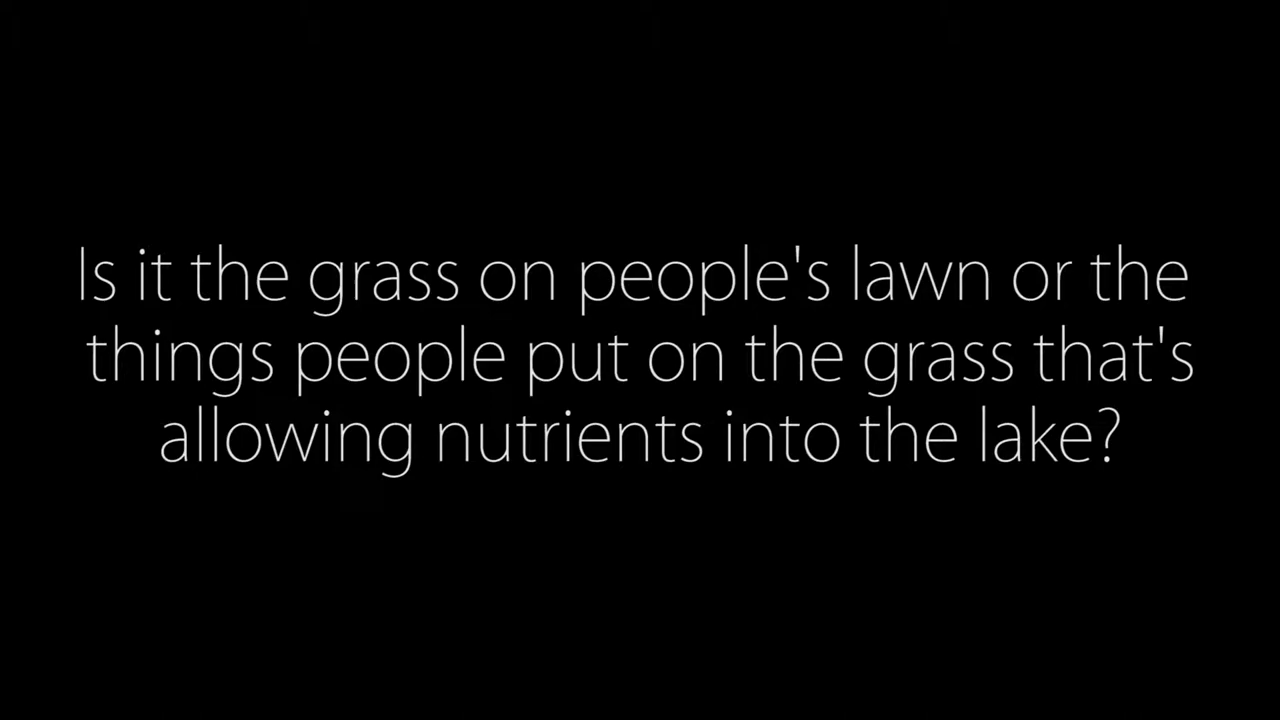 Is it the grass on people's lawn or the
things people put on the grass that's
allowing nutrients into the lake?